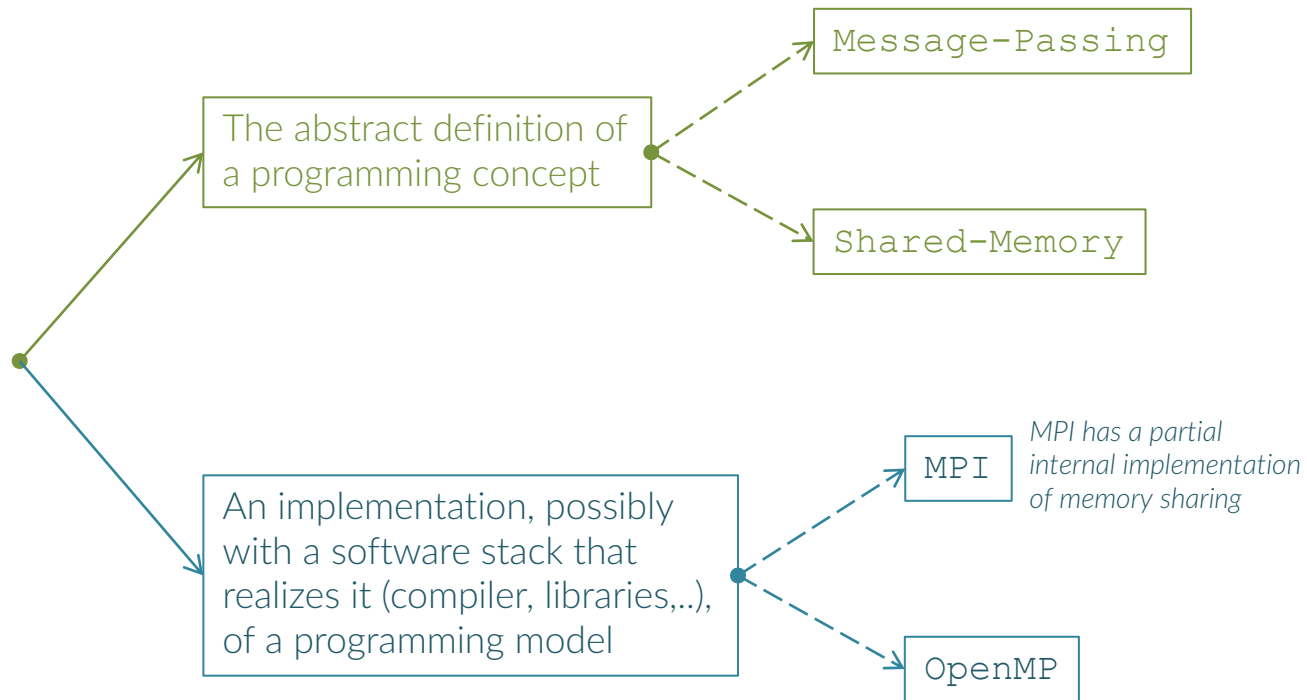 Message-Passing
The abstract definition of
a programming concept
Shared-Memory
MPI
MPI has a partial
internal implementation
of memory sharing
An implementation, possibly
with a software stack that
realizes it (compiler, libraries,..),
of a programming model
OpenMP